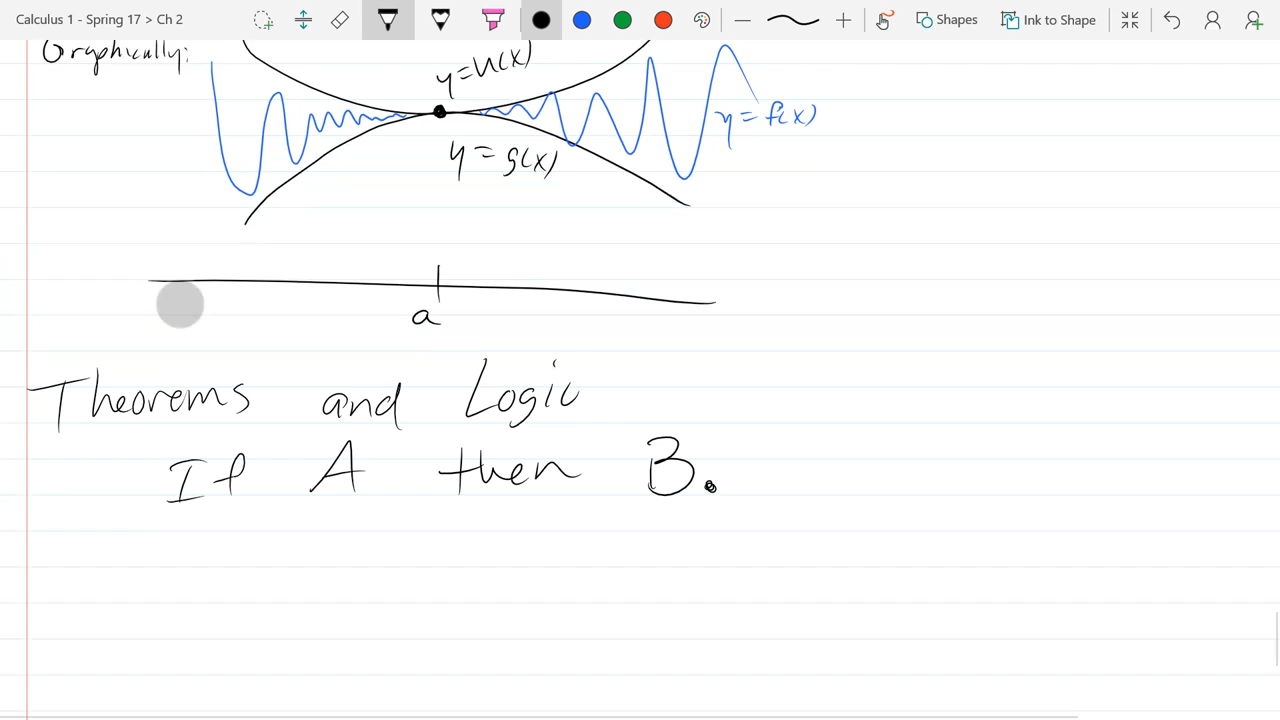 Calculus 1 - Spring 17 > Ch 2
Shapes
Ink to Shape
Graphically:
y=h(x)
y=f(x)
y=g(x)
a
Theorems and Logic
If A then B.